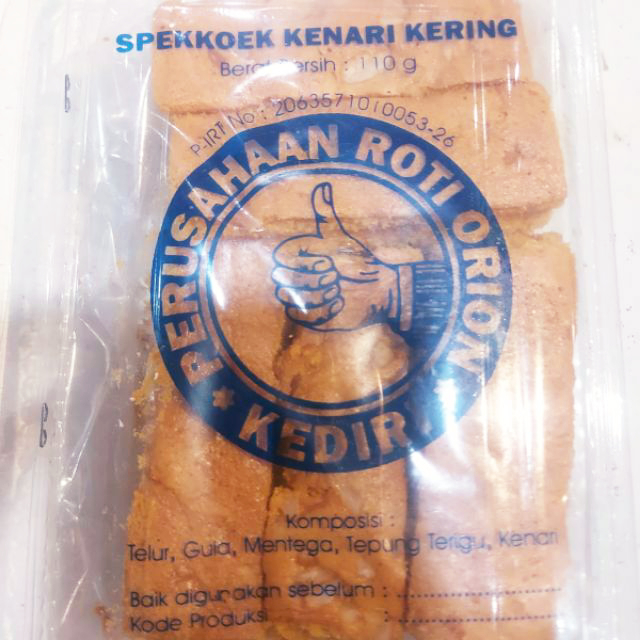 SPEKKOEK KENARI KERING
Berat Bersih : 110 g
P-IRT No : 2063571010053-26
PERUSAHAAN ROTI ORION
KEDIRI
Komposisi :
Telur, Gula, Mentega, Tepung Terigu, Kenari
Baik digunakan sebelum : ....................
Kode Produksi : ....................